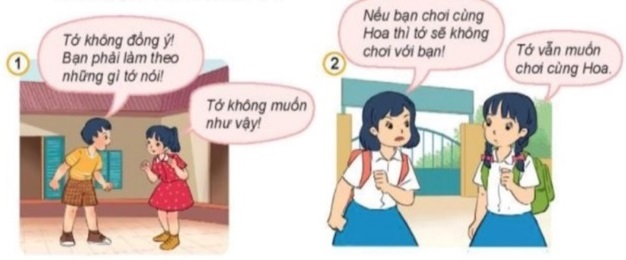 1
Tớ không đồng ý!
Bạn phải làm theo
những gì tớ nói!
Tớ không muốn
như vậy!
2
Nếu bạn chơi cùng
Hoa thì tớ sẽ không
chơi với bạn!
Tớ vẫn muốn
chơi cùng Hoa.